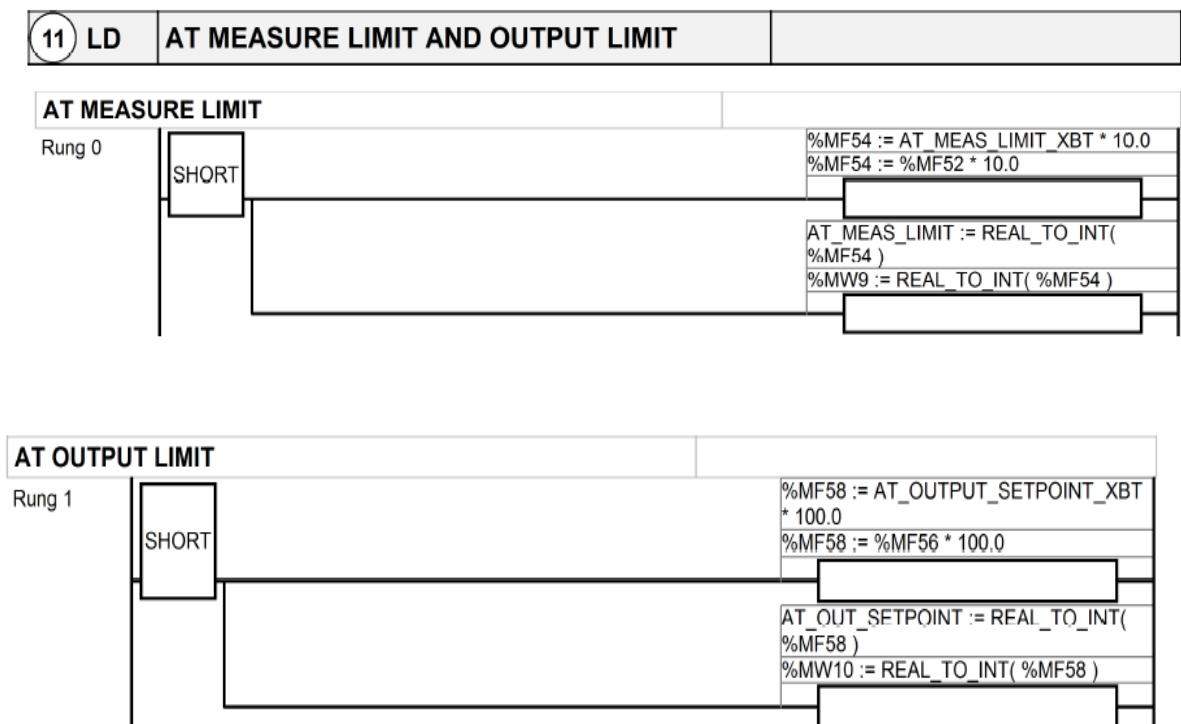 11 LD AT MEASURE LIMIT AND OUTPUT LIMIT
AT MEASURE LIMIT
Rung 0
SHORT
%MF54 := AT_MEAS_LIMIT_XBT * 10.0
%MF54 := %MF52 * 10.0
AT_MEAS_LIMIT := REAL_TO_INT(
%MF54 )
%MW9 := REAL_TO_INT( %MF54 )
AT OUTPUT LIMIT
Rung 1
SHORT
%MF58 := AT_OUTPUT_SETPOINT_XBT
* 100.0
%MF58 := %MF56 * 100.0
AT_OUT_SETPOINT := REAL_TO_INT(
%MF58 )
%MW10 := REAL_TO_INT( %MF58 )